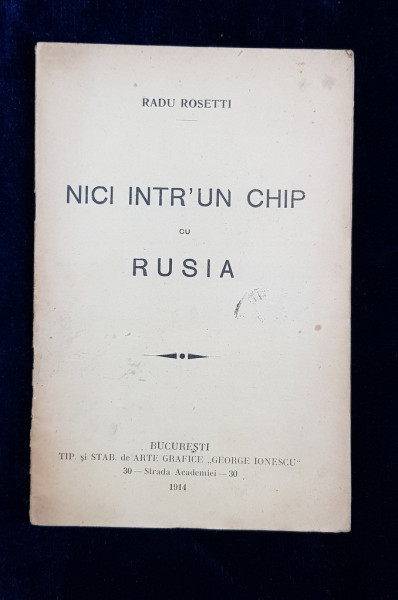 RADU ROSETTI
NICI INTR'UN CHIP
CU
RUSIA
BUCUREȘTI
TIP. și STAB. de ARTE GRAFICE „GEORGE IONESCU"
30 — Strada Academiei — 30
1914